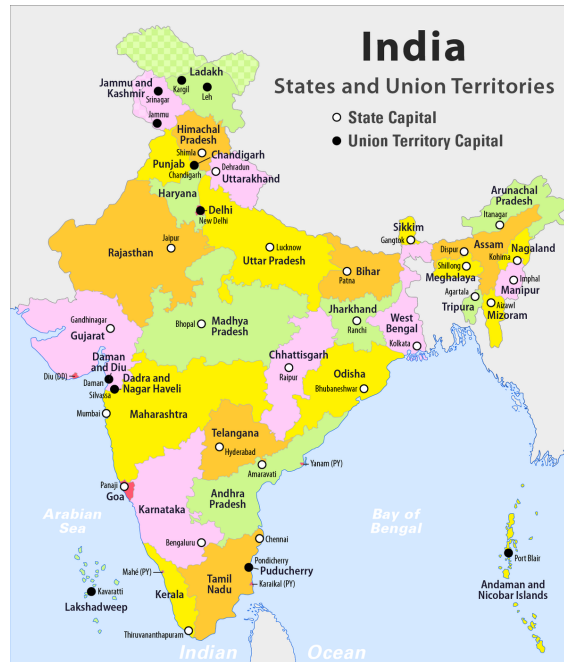 India
States and Union Territories
State Capital
Union Territory Capital
Ladakh
Kargil
Leh
Jammu and
Kashmir
Srinagar
Jammu
Himachal
Pradesh
Shimla
Punjab
Chandigarh
Chandigarh
Dehradun
Uttarakhand
Haryana
Delhi
New Delhi
Arunachal
Pradesh
Itanagar
Sikkim
Gangtok
Assam
Dispur
Nagaland
Kohima
Shillong
Meghalaya
Imphal
Manipur
Agartala
Tripura
Aizawl
Mizoram
Rajasthan
Jaipur
Lucknow
Uttar Pradesh
Bihar
Patna
Gandhinagar
Gujarat
Bhopal
Madhya
Pradesh
Jharkhand
Ranchi
West
Bengal
Kolkata
Daman
and Diu
Diu (DD)
Daman
Silvassa
Dadra and
Nagar Haveli
Chhattisgarh
Raipur
Odisha
Bhubaneshwar
Mumbai
Maharashtra
Telangana
Hyderabad
Amaravati
Yanam (PY)
Panaji
Goa
Karnataka
Andhra
Pradesh
Arabian
Sea
Bay of
Bengal
Bengaluru
Chennai
Mahé (PY)
Pondicherry
Puducherry
Karaikal (PY)
Tamil
Nadu
Kerala
Port Blair
Andaman and
Nicobar Islands
Kavaratti
Lakshadweep
Thiruvananthapuram
Indian Ocean